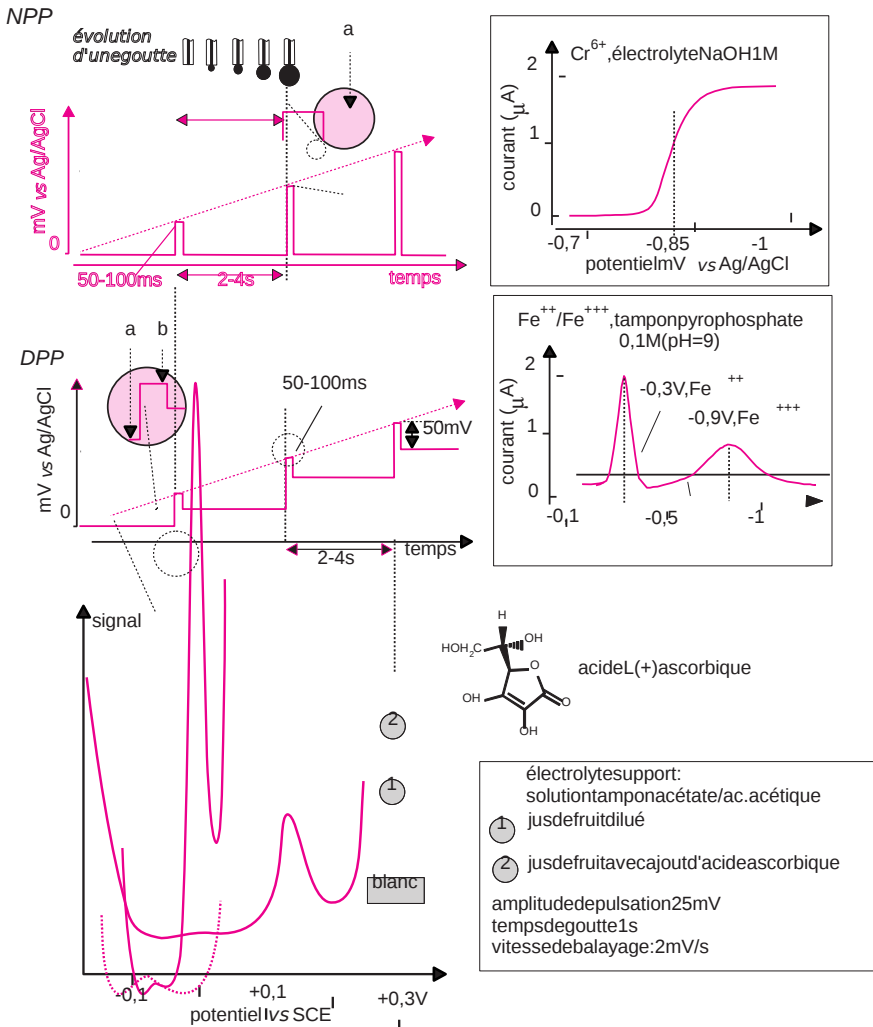 NPP
évolution
d'unegoutte
a
mV vs Ag/AgCl
0
50-100ms
2-4s
temps
Cr6+,électrolyteNaOH1M
courant (μA)
2
1
0
-0,7
-0,85
-1
potentielmV vs Ag/AgCl
DPP
a
b
50-100ms
50mV
mV vs Ag/AgCl
0
2-4s
temps
Fe++/Fe+++,tamponpyrophosphate
0,1M(pH=9)
courant (μA)
2
1
0
-0,3V,Fe++
-0,9V,Fe+++
-0,1
-0,5
-1
signal
2
1
blanc
-0,1
+0,1
+0,3V
potentiel vs SCE
H
HOH2C
OH
O
OH
O
OH
acideL(+)ascorbique
électrolytesupport:
solutiontamponacétate/ac.acétique
1 jusdefruitdilué
2 jusdefruitavecajoutd'acideascorbique
amplitudedepulsation25mV
tempsdegoutte1s
vitessedebalayage:2mV/s